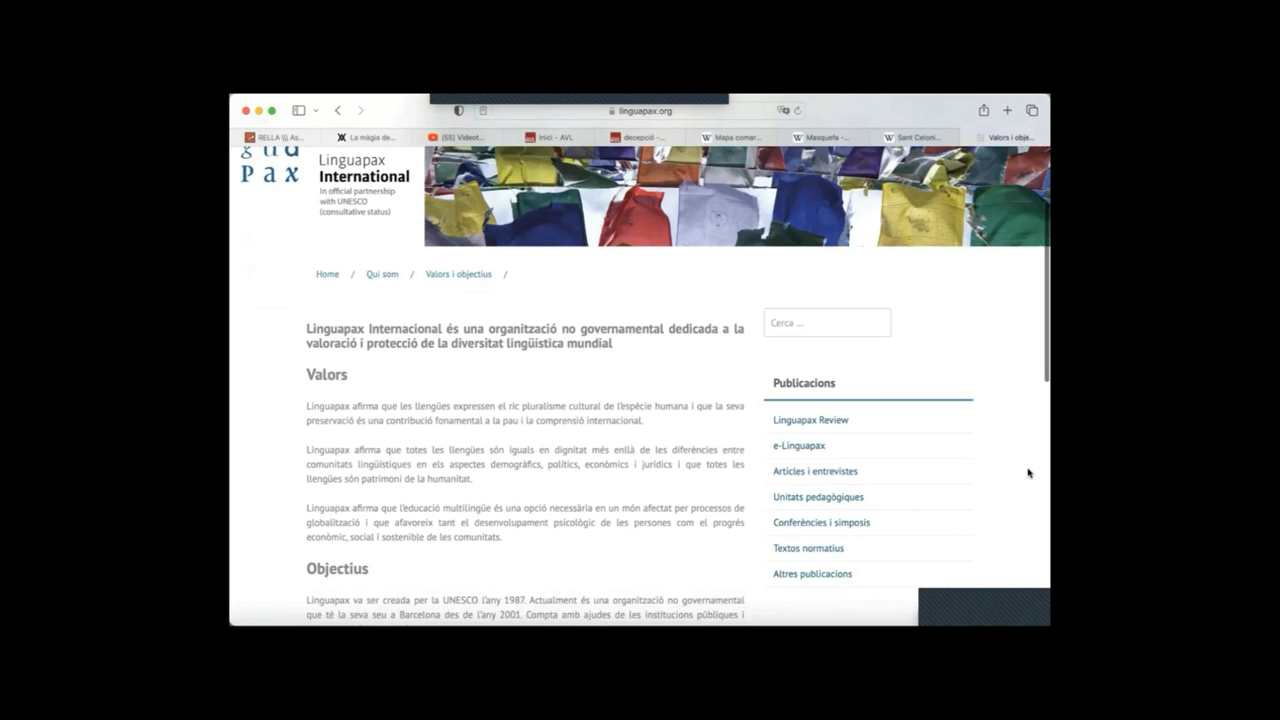 linguapax.org
RELLA \\\ As...
La màgia de...
(55) Videot...
Inici - AVL
decepció -...
Mapa comar...
Masquefa -...
Sant Celoni...
Valors i obje...
Pax
Linguapax
International
In official partnership
with UNESCO
(consultative status)
Home / Qui som / Valors i objectius /
Linguapax Internacional és una organització no governamental dedicada a la
valoració i protecció de la diversitat lingüística mundial
Valors
Linguapax afirma que les llengües expressen el ric pluralisme cultural de l'espècie humana i que la seva
preservació és una contribució fonamental a la pau i la comprensió internacional.
Linguapax afirma que totes les llengües són iguals en dignitat més enllà de les diferències entre
comunitats lingüístiques en els aspectes demogràfics, polítics, econòmics i jurídics i que totes les
llengües són patrimoni de la humanitat.
Linguapax afirma que l'educació multilingüe és una opció necessària en un món afectat per processos de
globalització i que afavoreix tant el desenvolupament psicològic de les persones com el progrés
econòmic, social i sostenible de les comunitats.
Objectius
Linguapax va ser creada per la UNESCO l'any 1987. Actualment és una organització no governamental
que té la seva seu a Barcelona des de l'any 2001. Compta amb ajudes de les institucions públiques i
Cerca ...
Publicacions
Linguapax Review
e-Linguapax
Articles i entrevistes
Unitats pedagògiques
Conferències i simposis
Textos normatius
Altres publicacions